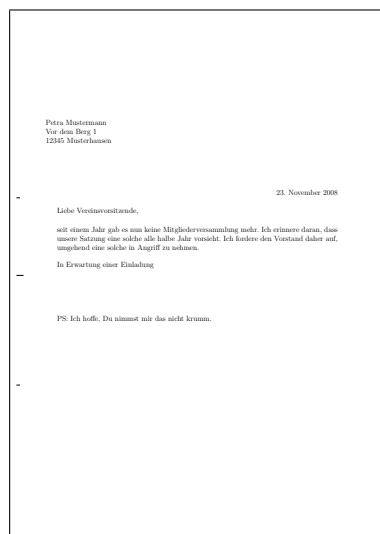 Petra Mustermann
Vor dem Berg 1
12345 Musterhausen
23. November 2008
Liebe Vereinsvorsitzende,
seit einem Jahr gab es nun keine Mitgliederversammlung mehr. Ich erinnere daran, dass
unsere Satzung eine solche alle halbe Jahr vorsieht. Ich fordere den Vorstand daher auf,
umgehend eine solche in Angriff zu nehmen.
In Erwartung einer Einladung
PS: Ich hoffe, Du nimmst mir das nicht krumm.